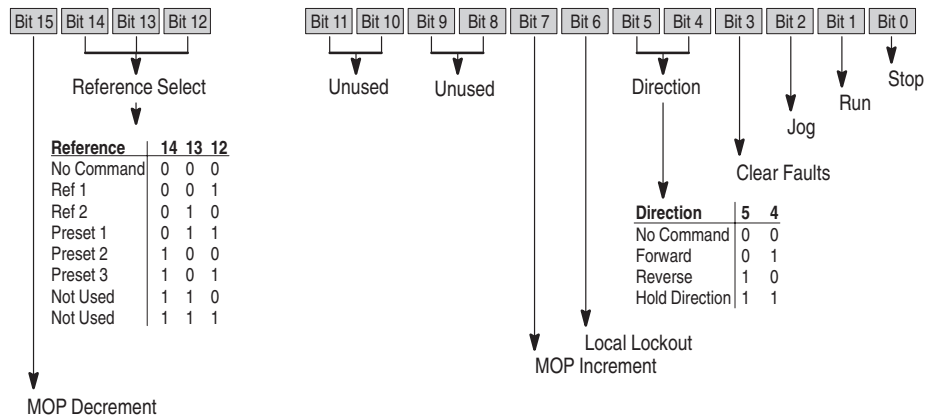 Bit 15 Bit 14 Bit 13 Bit 12 Bit 11 Bit 10 Bit 9 Bit 8 Bit 7 Bit 6 Bit 5 Bit 4 Bit 3 Bit 2 Bit 1 Bit 0
Reference Select
Unused
Unused
Direction
Stop
Run
Jog
Clear Faults
Reference 14 13 12
No Command 0 0 0
Ref 1 0 0 1
Ref 2 0 1 0
Preset 1 0 1 1
Preset 2 1 0 0
Preset 3 1 0 1
Not Used 1 1 0
Not Used 1 1 1
Direction 5 4
No Command 0 0
Forward 0 1
Reverse 1 0
Hold Direction 1 1
Local Lockout
MOP Increment
MOP Decrement